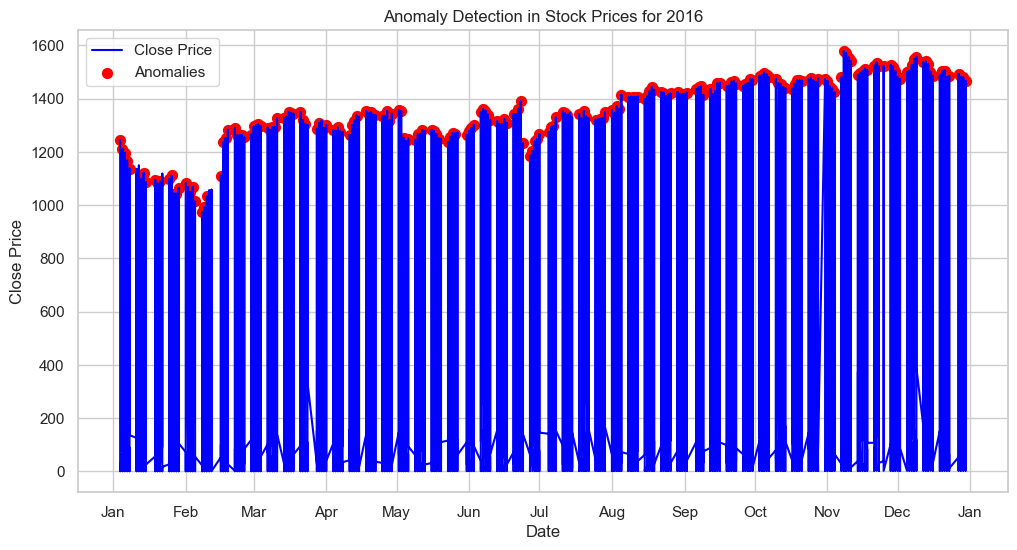 Anomaly Detection in Stock Prices for 2016
Close Price
Anomalies
1600
1400
1200
1000
800
600
400
200
0
Close Price
Jan Feb Mar Apr May Jun Jul Aug Sep Oct Nov Dec Jan
Date